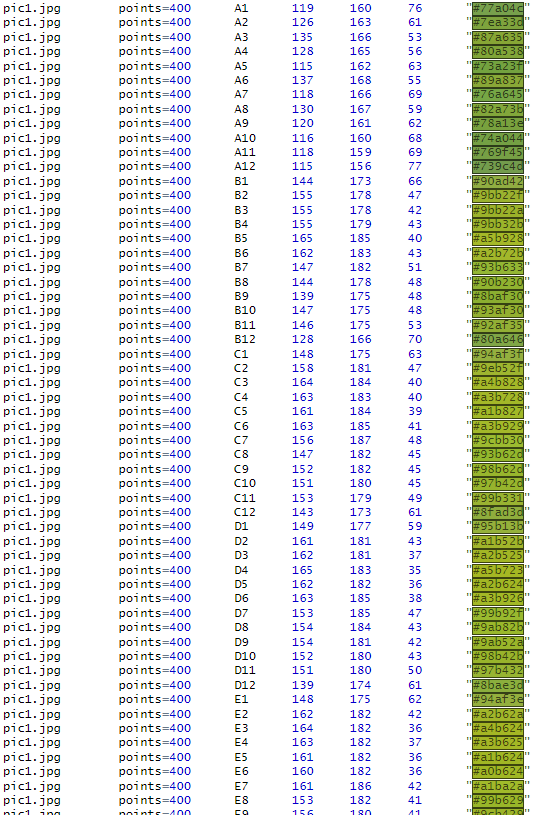 pic1.jpg points=400 A1 119 160 76 "#77a04c"
pic1.jpg points=400 A2 126 163 61 "#7ea33d"
pic1.jpg points=400 A3 135 166 53 "#87a635"
pic1.jpg points=400 A4 128 165 56 "#80a538"
pic1.jpg points=400 A5 115 162 63 "#73a23f"
pic1.jpg points=400 A6 137 168 55 "#89a837"
pic1.jpg points=400 A7 118 166 69 "#76a645"
pic1.jpg points=400 A8 130 167 59 "#82a73b"
pic1.jpg points=400 A9 120 161 62 "#78a13e"
pic1.jpg points=400 A10 116 160 68 "#74a044"
pic1.jpg points=400 A11 118 159 69 "#769f45"
pic1.jpg points=400 A12 115 156 77 "#739c4d"
pic1.jpg points=400 B1 144 173 66 "#90ad42"
pic1.jpg points=400 B2 155 178 47 "#9bb22f"
pic1.jpg points=400 B3 155 178 42 "#9bb22a"
pic1.jpg points=400 B4 155 179 43 "#9bb32b"
pic1.jpg points=400 B5 165 185 40 "#a5b928"
pic1.jpg points=400 B6 162 183 43 "#a2b72b"
pic1.jpg points=400 B7 147 182 51 "#93b633"
pic1.jpg points=400 B8 144 178 48 "#90b230"
pic1.jpg points=400 B9 139 175 48 "#8baf30"
pic1.jpg points=400 B10 147 175 48 "#93af30"
pic1.jpg points=400 B11 146 175 53 "#92af35"
pic1.jpg points=400 B12 128 166 70 "#80a646"
pic1.jpg points=400 C1 148 175 63 "#94af3f"
pic1.jpg points=400 C2 158 181 47 "#9eb52f"
pic1.jpg points=400 C3 164 184 40 "#a4b828"
pic1.jpg points=400 C4 163 183 40 "#a3b728"
pic1.jpg points=400 C5 161 184 39 "#a1b827"
pic1.jpg points=400 C6 163 185 41 "#a3b929"
pic1.jpg points=400 C7 156 187 48 "#9cbb30"
pic1.jpg points=400 C8 147 182 45 "#93b62d"
pic1.jpg points=400 C9 152 182 45 "#98b62d"
pic1.jpg points=400 C10 151 180 45 "#97b42d"
pic1.jpg points=400 C11 153 179 49 "#99b331"
pic1.jpg points=400 C12 143 173 61 "#8fad3d"
pic1.jpg points=400 D1 149 177 59 "#95b13b"
pic1.jpg points=400 D2 161 181 43 "#a1b52b"
pic1.jpg points=400 D3 162 181 37 "#a2b525"
pic1.jpg points=400 D4 165 183 35 "#a5b723"
pic1.jpg points=400 D5 162 182 36 "#a2b624"
pic1.jpg points=400 D6 163 185 38 "#a3b926"
pic1.jpg points=400 D7 153 185 47 "#99b92f"
pic1.jpg points=400 D8 154 184 43 "#9ab82b"
pic1.jpg points=400 D9 154 181 42 "#9ab52a"
pic1.jpg points=400 D10 152 180 43 "#98b42b"
pic1.jpg points=400 D11 151 180 50 "#97b432"
pic1.jpg points=400 D12 139 174 61 "#8bae3d"
pic1.jpg points=400 E1 148 175 62 "#94af3e"
pic1.jpg points=400 E2 162 182 42 "#a2b62a"
pic1.jpg points=400 E3 164 182 36 "#a4b624"
pic1.jpg points=400 E4 163 182 37 "#a3b625"
pic1.jpg points=400 E5 161 182 36 "#a1b624"
pic1.jpg points=400 E6 160 182 36 "#a0b624"
pic1.jpg points=400 E7 161 186 42 "#a1ba2a"
pic1.jpg points=400 E8 153 182 41 "#99b629"
pic1.jpg points=400 E9 156 180 41 "#9cb429"